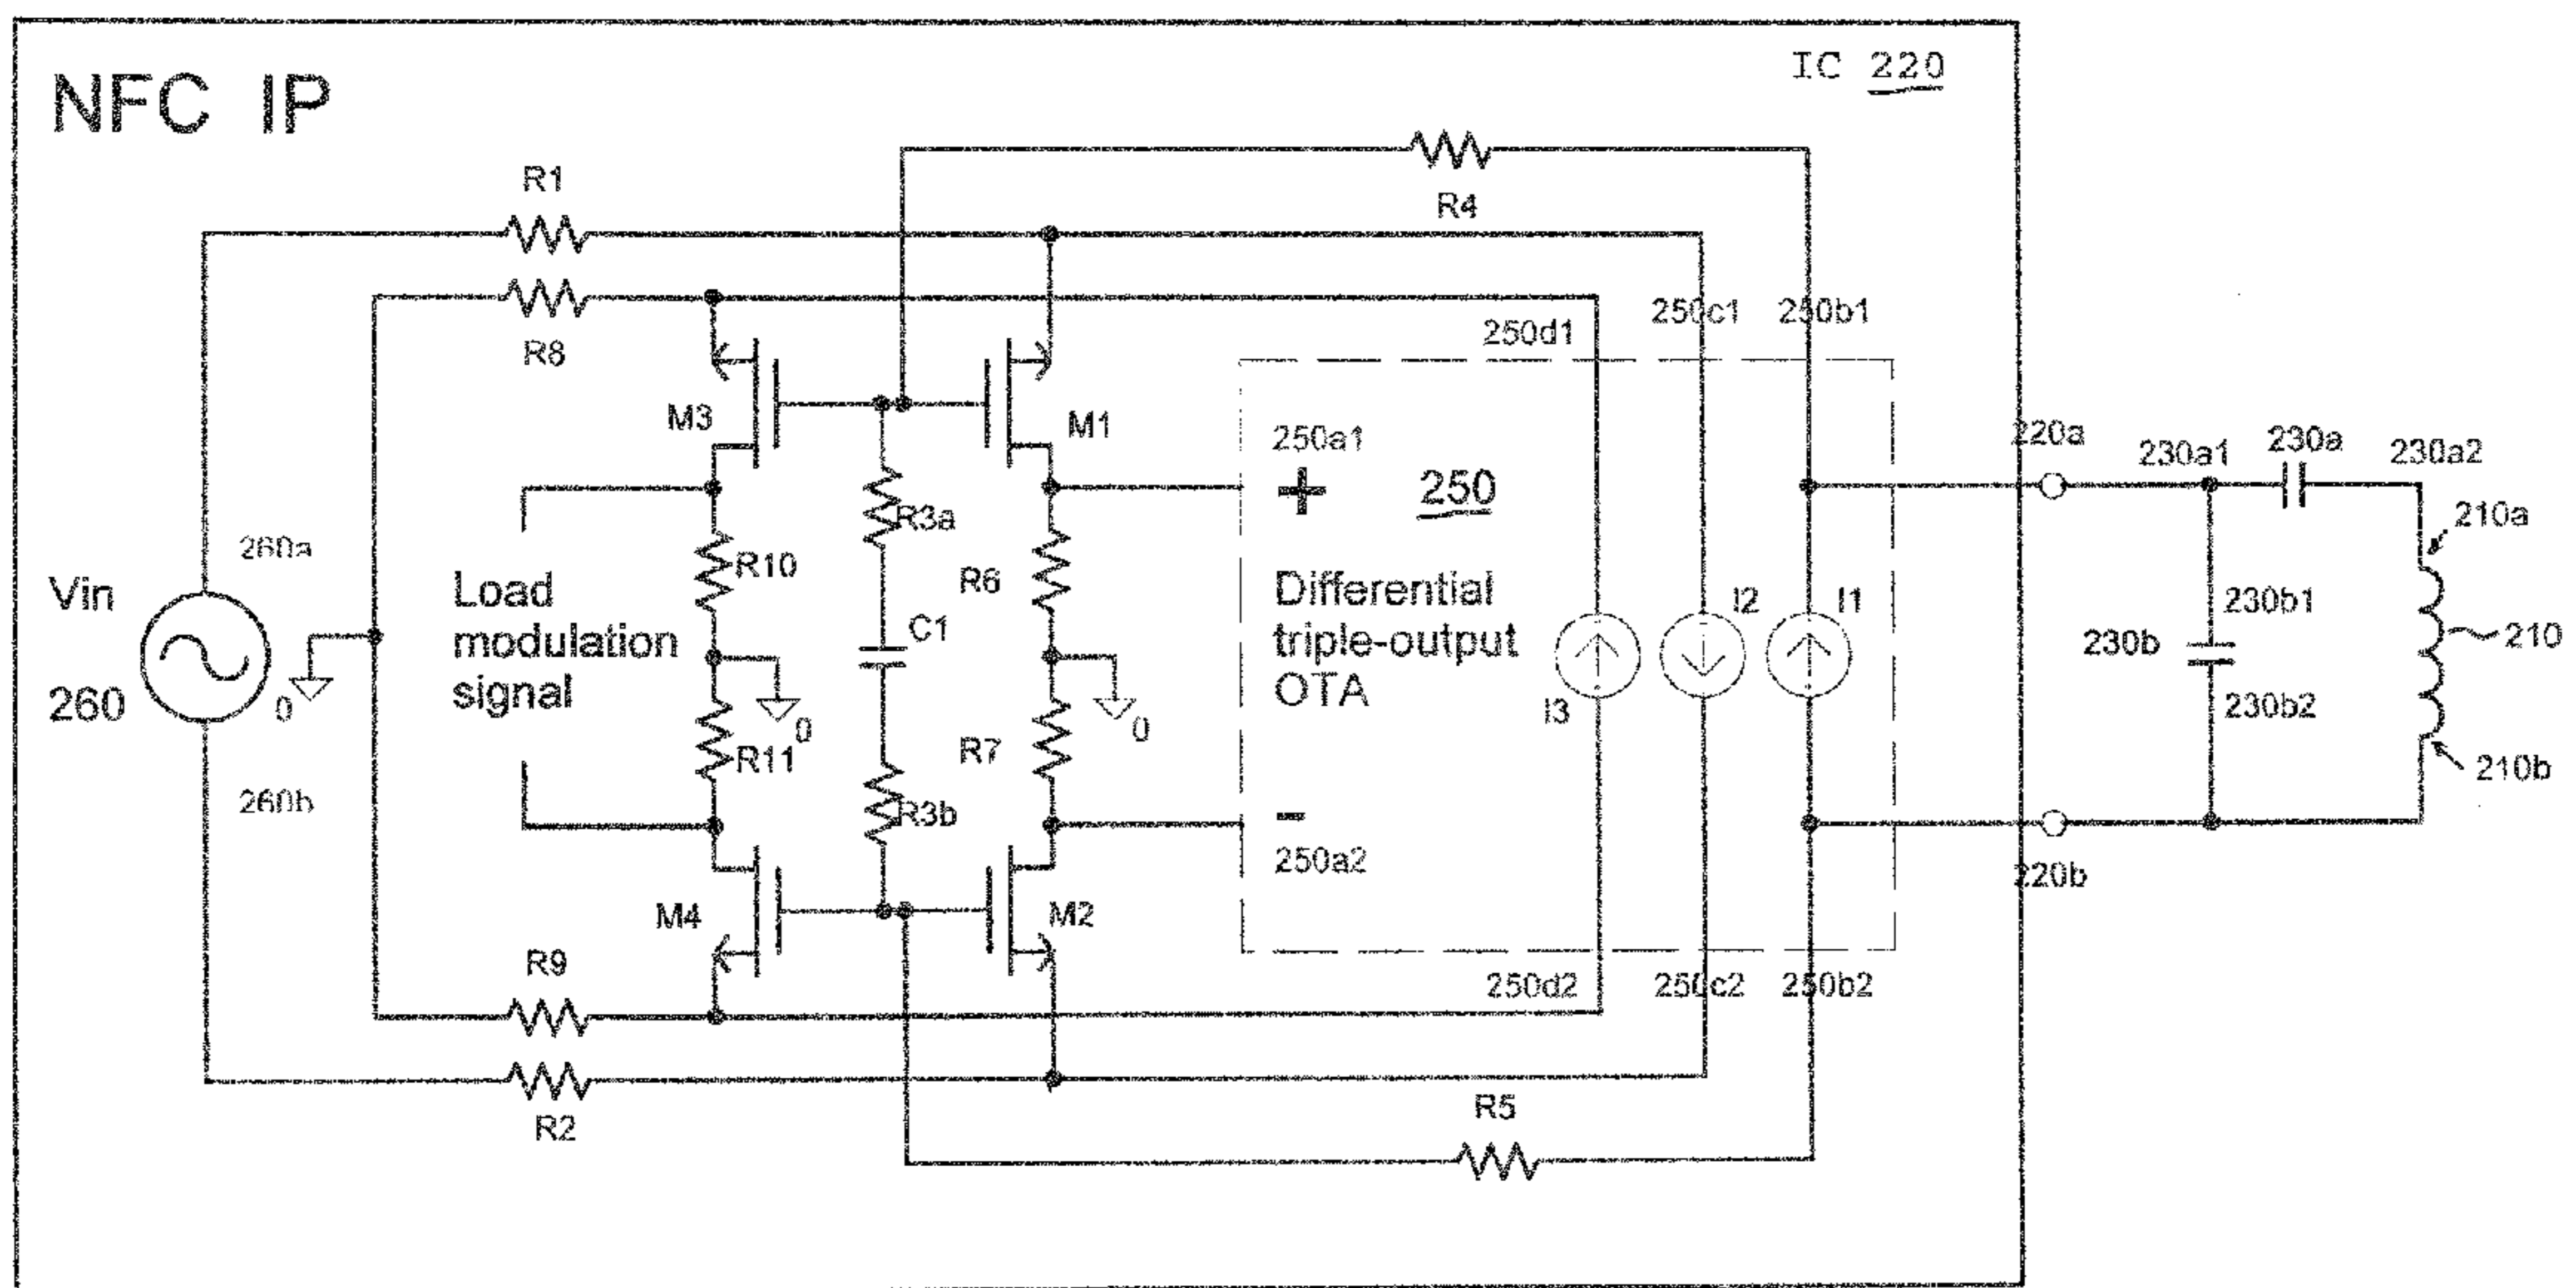 NFC IP
IC 220
R1
R4
R8
250d1
250c1
250b1
M3
M1
250a1
+
250
220a
230a1
230a
230a2
R3a
210a
260a
R10
R6
Vin
Load
modulation
signal
C1
Differential
triple-output
OTA
I2
I1
230b1
230b
210
260
0
0
0
I3
230b2
R11
R7
210b
260b
R3b
-
250a2
220b
M4
M2
R9
250d2
250c2
250b2
R2
R5